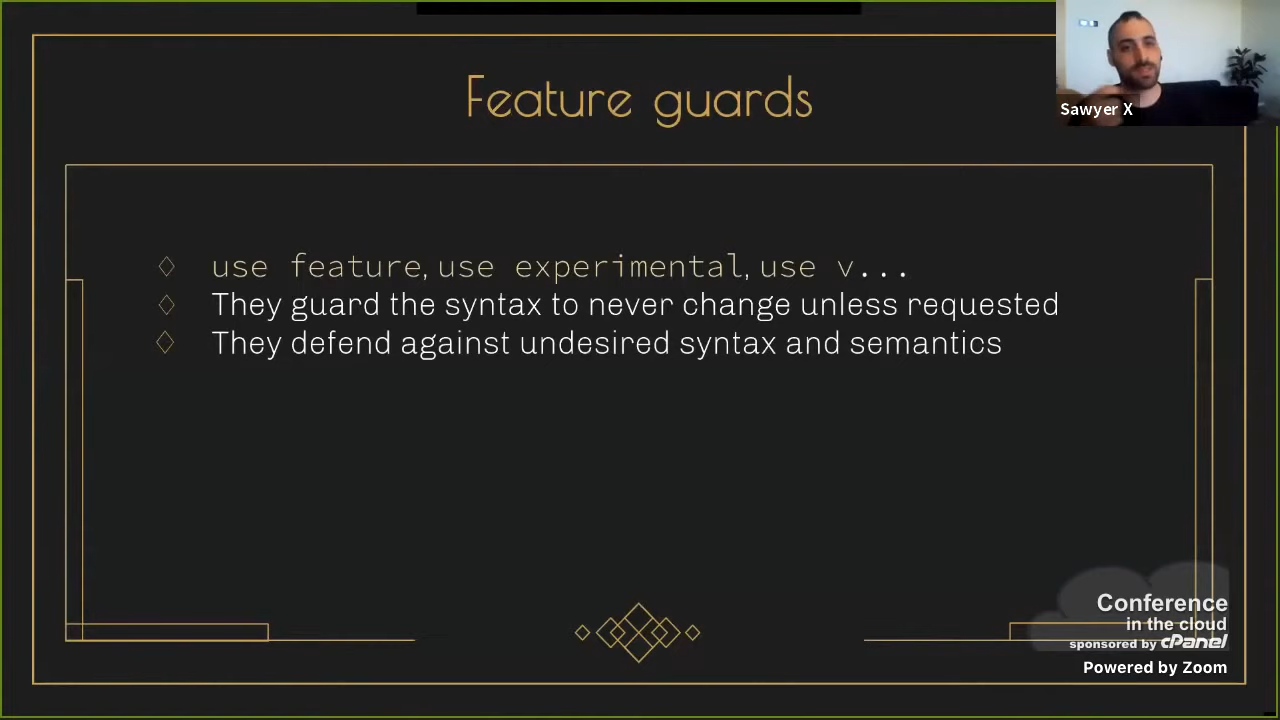 Feature guards
Sawyer X
use feature, use experimental, use v...
They guard the syntax to never change unless requested
They defend against undesired syntax and semantics
Conference
in the cloud
sponsored by cPanel
Powered by Zoom